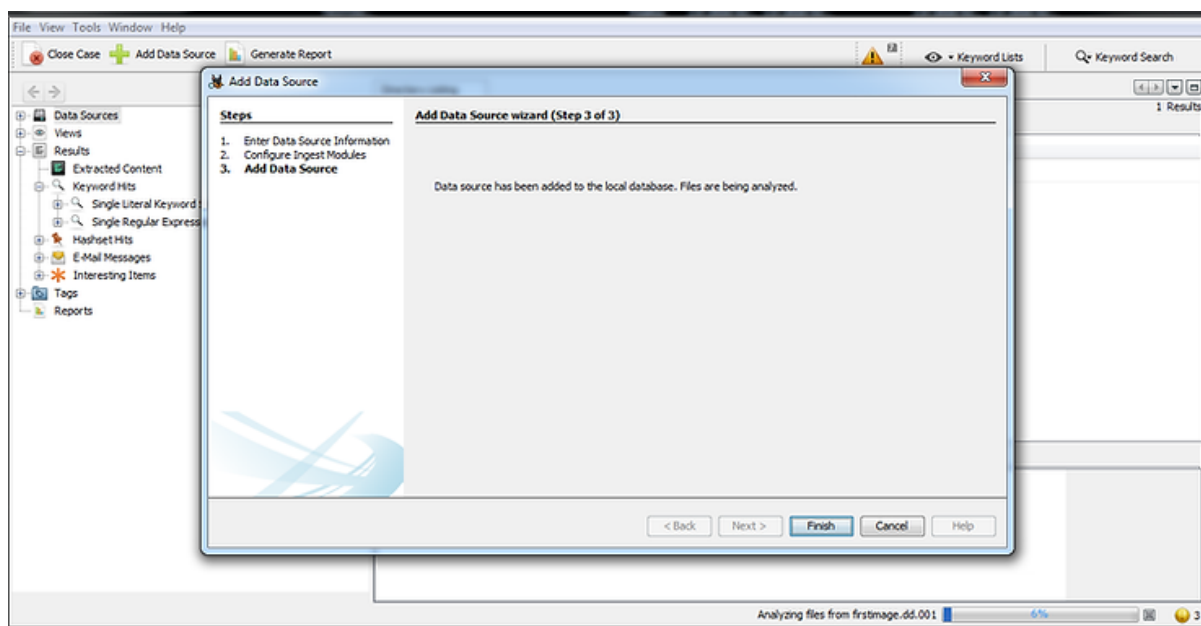 File View Tools Window Help
Close Case Add Data Source Generate Report Keyword Lists Keyword Search
Add Data Source
1 Results
Data Sources
Views
Results
Extracted Content
Keyword Hits
Single Literal Keyword
Single Regular Express
Hashset Hits
E-Mail Messages
Interesting Items
Tags
Reports
Steps
1. Enter Data Source Information
2. Configure Ingest Modules
3. Add Data Source
Add Data Source wizard (Step 3 of 3)
Data source has been added to the local database. Files are being analyzed.
< Back Next > Finish Cancel Help
Analyzing files from firstimage.dd.001 6% 3